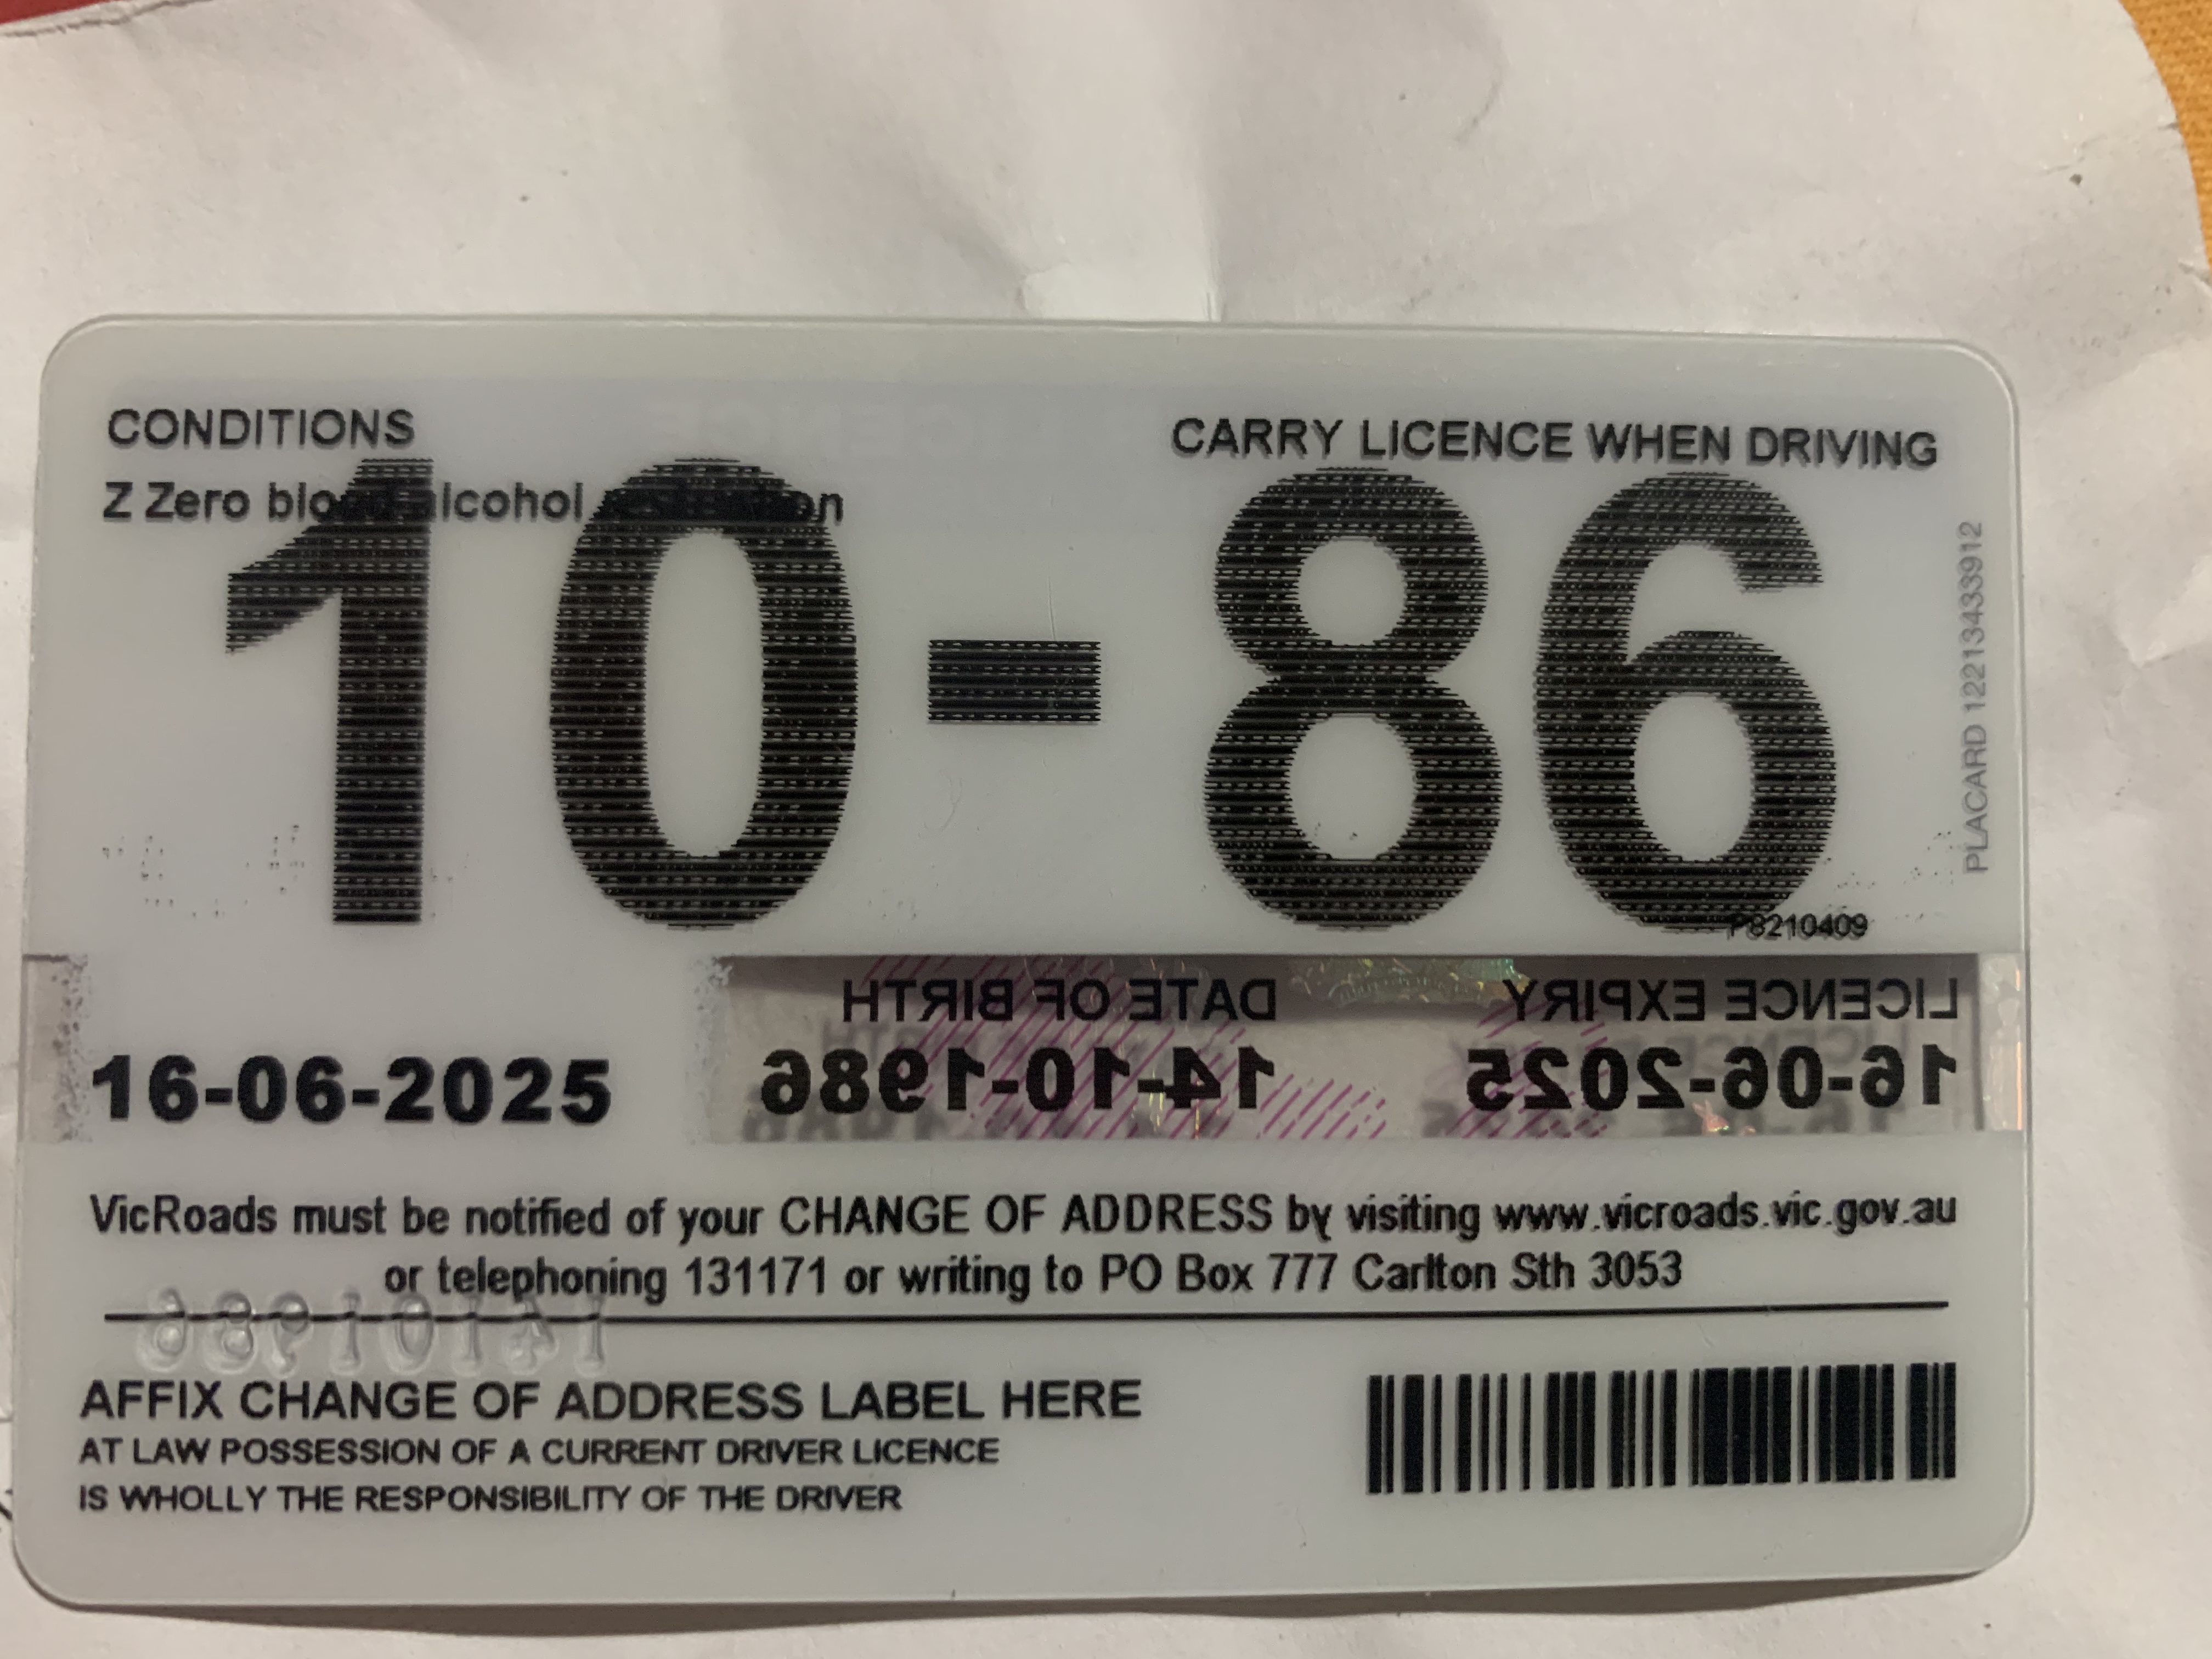 CONDITIONS
CARRY LICENCE WHEN DRIVING
Z Zero blood alcohol restriction
10-86
PLACARD 12213433912
P8210409
DATE OF BIRTH
LICENCE EXPIRY
16-06-2025
14-10-1986
16-06-2025
VicRoads must be notified of your CHANGE OF ADDRESS by visiting www.vicroads.vic.gov.au
or telephoning 131171 or writing to PO Box 777 Carlton Sth 3053
14101986
AFFIX CHANGE OF ADDRESS LABEL HERE
AT LAW POSSESSION OF A CURRENT DRIVER LICENCE
IS WHOLLY THE RESPONSIBILITY OF THE DRIVER